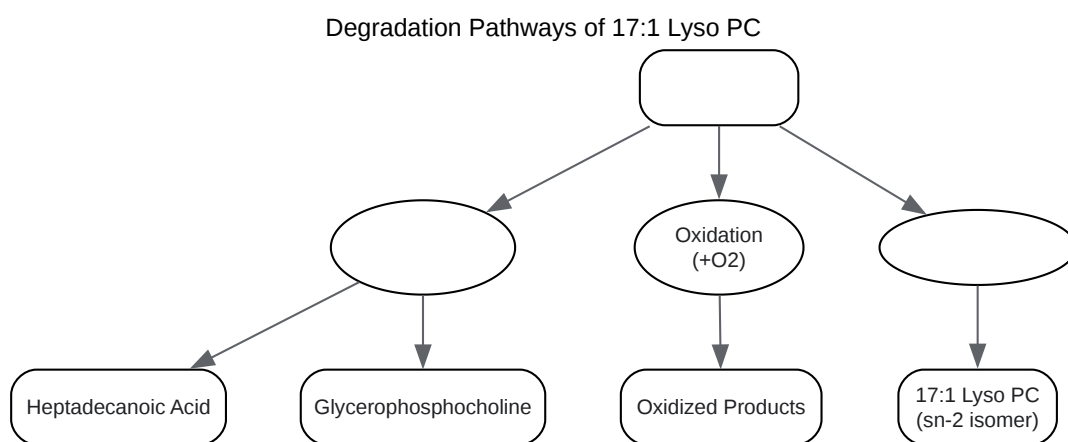 Degradation Pathways of 17:1 Lyso PC
Oxidation
(+O2)
Heptadecanoic Acid
Glycerophosphocholine
Oxidized Products
17:1 Lyso PC
(sn-2 isomer)